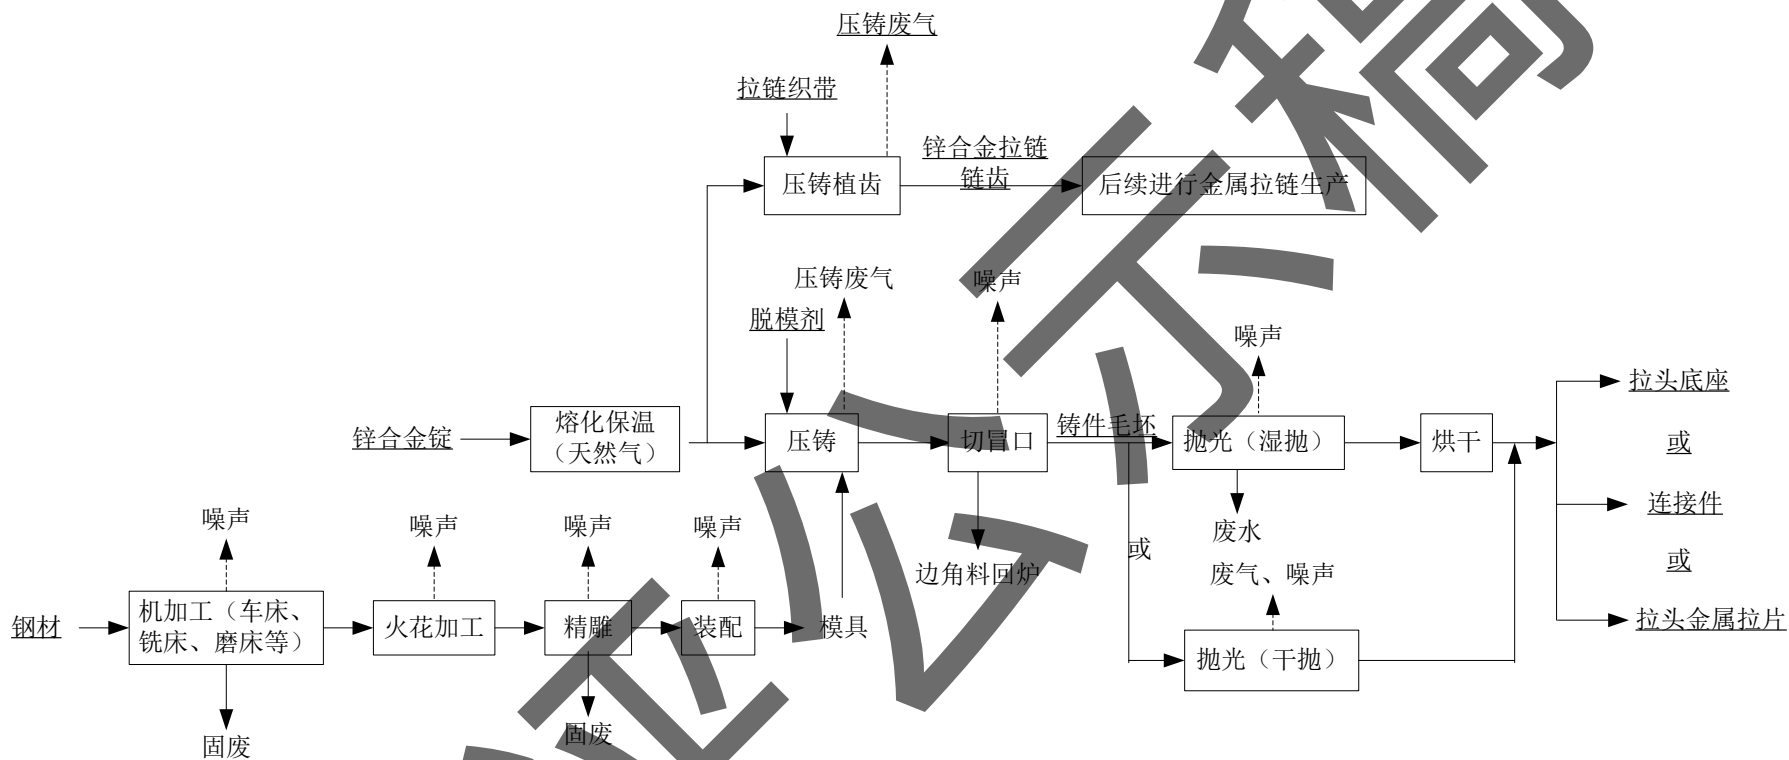 压铸废气
拉链织带
锌合金拉链
链齿
压铸植齿
后续进行金属拉链生产
压铸废气
噪声
脱模剂
噪声
拉头底座
锌合金锭
熔化保温
（天然气）
压铸
切冒口
铸件毛坯
抛光（湿抛）
烘干
或
连接件
噪声
噪声
噪声
噪声
废水
或
边角料回炉
废气、噪声
或
钢材
机加工（车床、
铣床、磨床等）
火花加工
精雕
装配
模具
拉头金属拉片
抛光（干抛）
固废
固废
公示稿